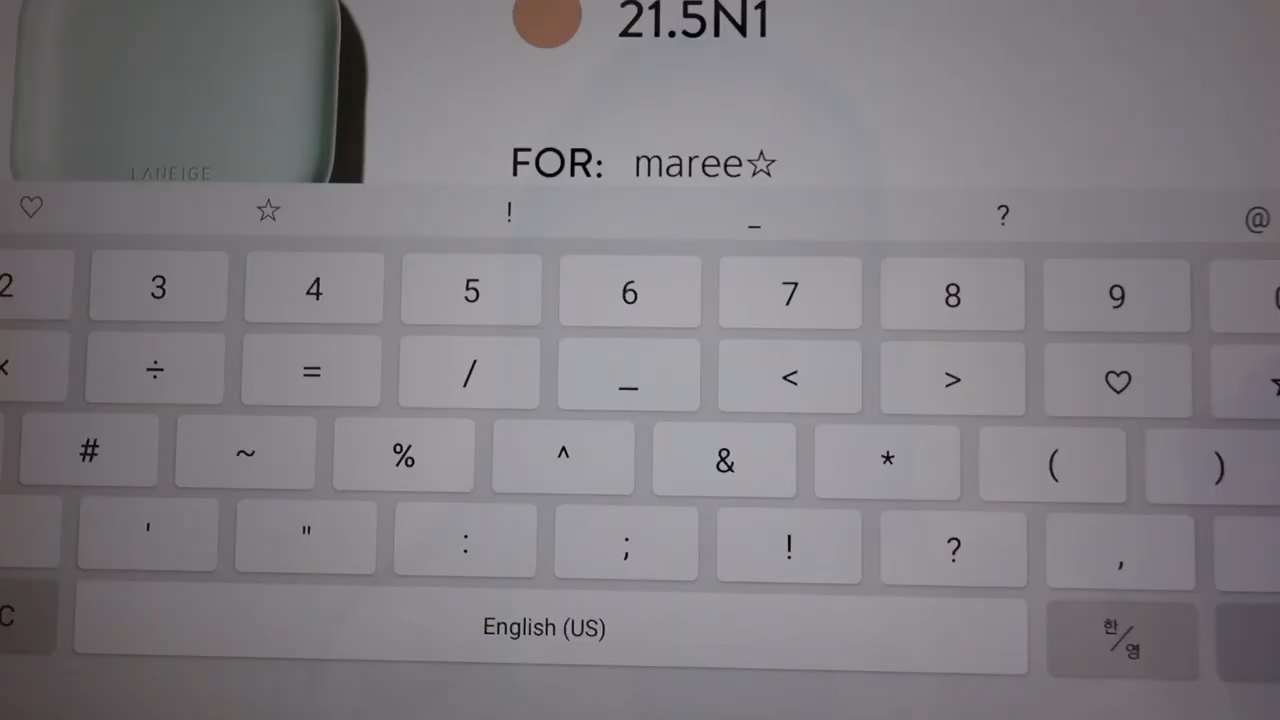 21.5N1
FOR: maree☆
LANEIGE
♡ ☆ ! _ ? @
2 3 4 5 6 7 8 9
÷ = / _ < > ♡
# ~ % ^ & * ( )
' " : ; ! ? ,
English (US) 한/영